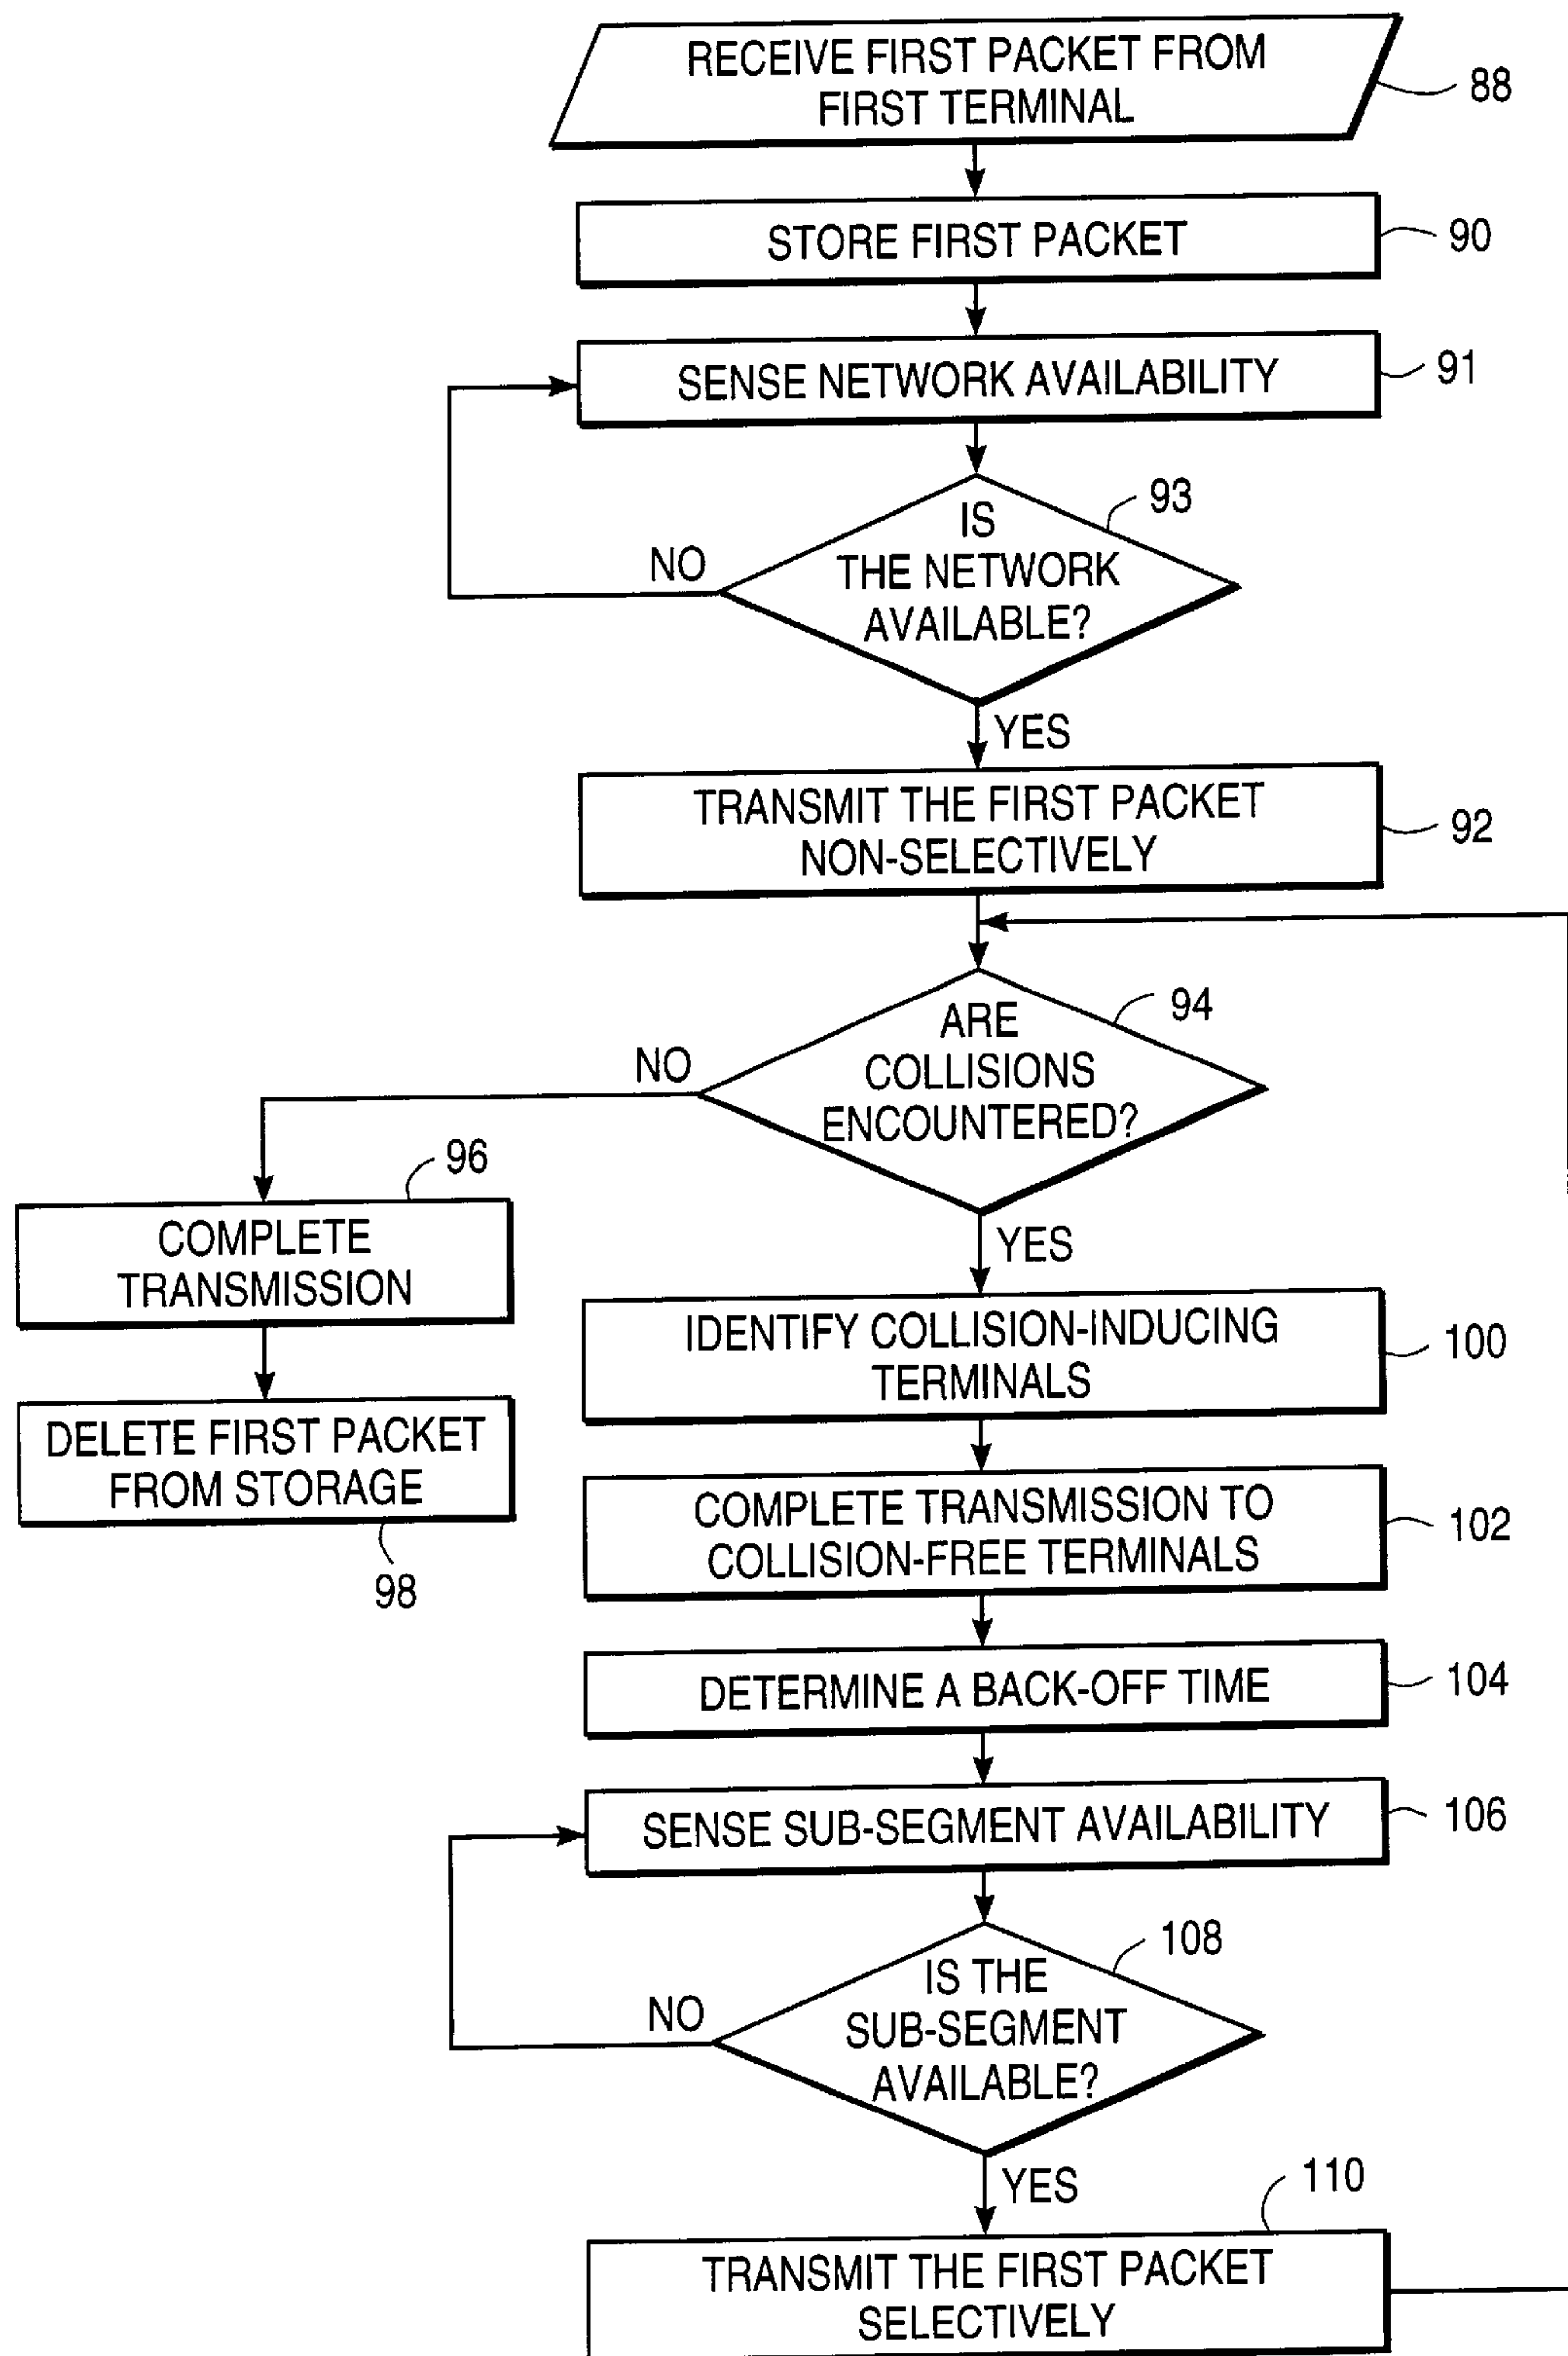 RECEIVE FIRST PACKET FROM
FIRST TERMINAL
88
STORE FIRST PACKET
90
SENSE NETWORK AVAILABILITY
91
IS
THE NETWORK
AVAILABLE?
93
NO
YES
TRANSMIT THE FIRST PACKET
NON-SELECTIVELY
92
ARE
COLLISIONS
ENCOUNTERED?
94
NO
YES
96
COMPLETE
TRANSMISSION
DELETE FIRST PACKET
FROM STORAGE
98
IDENTIFY COLLISION-INDUCING
TERMINALS
100
COMPLETE TRANSMISSION TO
COLLISION-FREE TERMINALS
102
DETERMINE A BACK-OFF TIME
104
SENSE SUB-SEGMENT AVAILABILITY
106
IS THE
SUB-SEGMENT
AVAILABLE?
108
NO
YES
110
TRANSMIT THE FIRST PACKET
SELECTIVELY